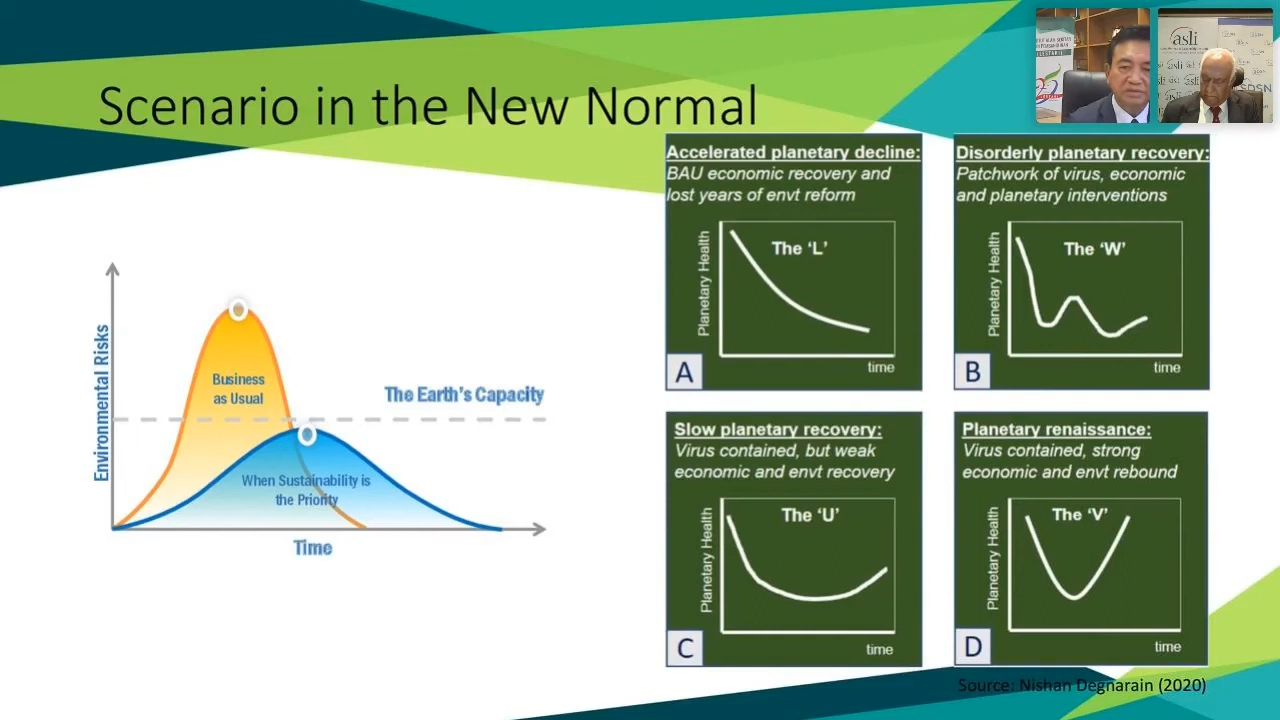 Scenario in the New Normal
asli
SDSN
Environmental Risks
Business
as Usual
The Earth's Capacity
When Sustainability is
the Priority
Time
Accelerated planetary decline:
BAU economic recovery and
lost years of envt reform
Planetary Health
The 'L'
time
A
Disorderly planetary recovery:
Patchwork of virus, economic
and planetary interventions
Planetary Health
The 'W'
time
B
Slow planetary recovery:
Virus contained, but weak
economic and envt recovery
Planetary Health
The 'U'
time
C
Planetary renaissance:
Virus contained, strong
economic and envt rebound
Planetary Health
The 'V'
time
D
Source: Nishan Degnarain (2020)